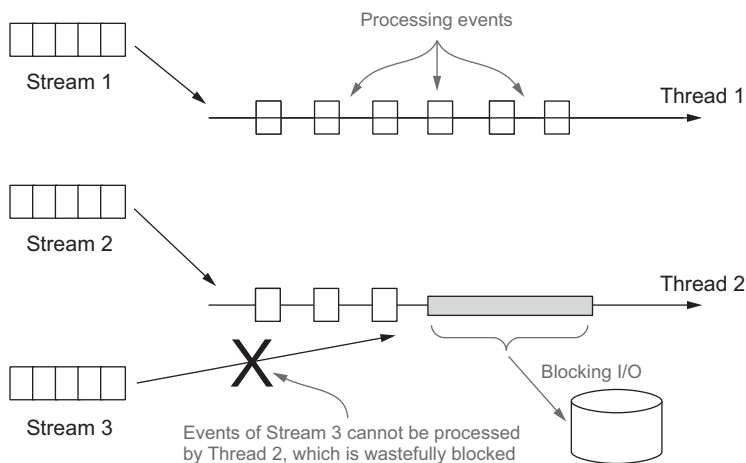 Processing events
Stream 1
Thread 1
Stream 2
Thread 2
Blocking I/O
Stream 3
Events of Stream 3 cannot be processed
by Thread 2, which is wastefully blocked